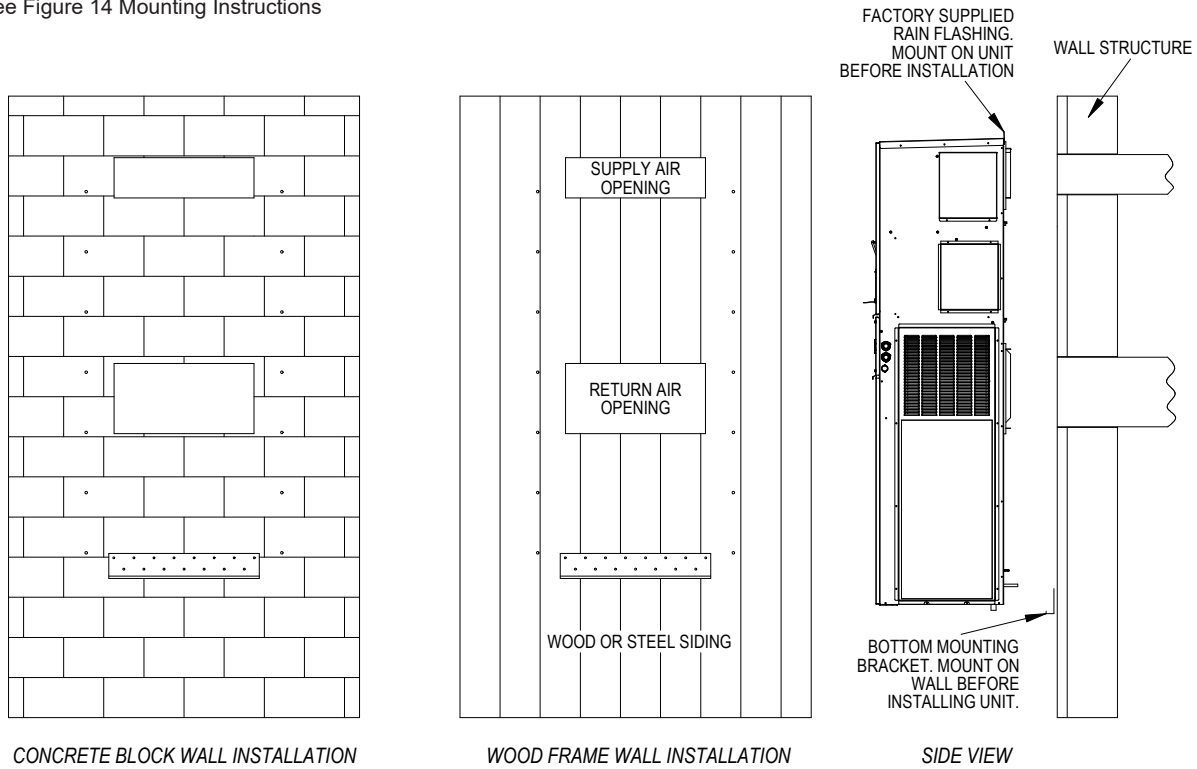 ee Figure 14 Mounting Instructions
FACTORY SUPPLIED
RAIN FLASHING.
MOUNT ON UNIT
BEFORE INSTALLATION
WALL STRUCTURE
SUPPLY AIR
OPENING
RETURN AIR
OPENING
WOOD OR STEEL SIDING
BOTTOM MOUNTING
BRACKET. MOUNT ON
WALL BEFORE
INSTALLING UNIT.
CONCRETE BLOCK WALL INSTALLATION
WOOD FRAME WALL INSTALLATION
SIDE VIEW